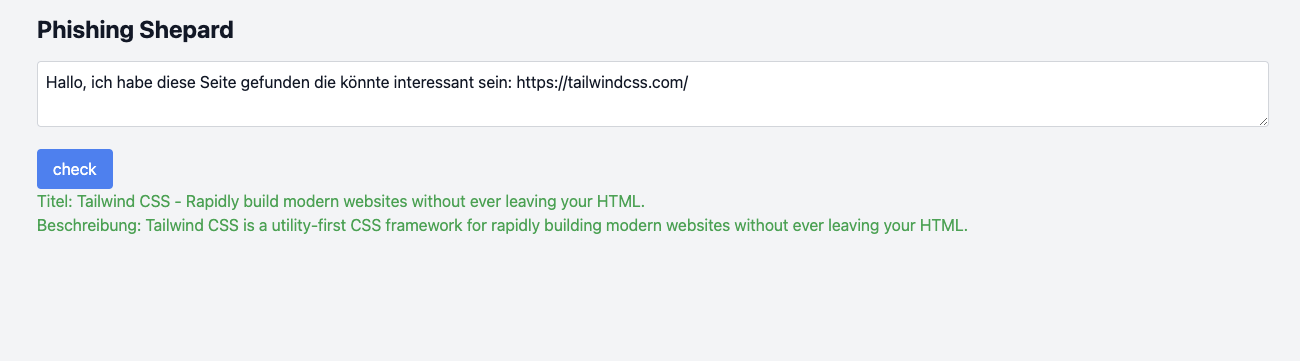 Phishing Shepard
Hallo, ich habe diese Seite gefunden die könnte interessant sein: https://tailwindcss.com/
check
Titel: Tailwind CSS - Rapidly build modern websites without ever leaving your HTML.
Beschreibung: Tailwind CSS is a utility-first CSS framework for rapidly building modern websites without ever leaving your HTML.